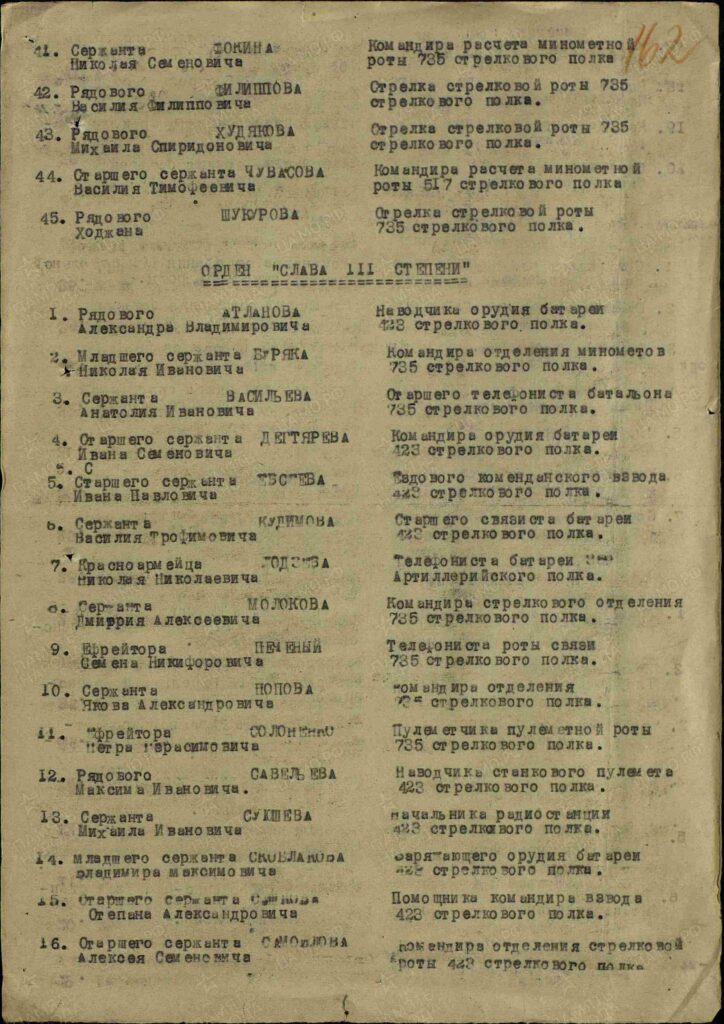 162
41. Сержанта ФОКИНА Командира расчета минометной
Николая Семеновича роты 735 стрелкового полка
42. Рядового ФИЛИППОВА Стрелка стрелковой роты 735
Василия Филипповича стрелкового полка.
43. Рядового ХУДЯКОВА Стрелка стрелковой роты 735
Михаила Спиридоновича стрелкового полка.
44. Старшего сержанта ЧУВАСОВА Командира расчета минометной
Василия Тимофеевича роты 517 стрелкового полка
45. Рядового ШУКУРОВА Стрелка стрелковой роты
Ходжана 735 стрелкового полка.
ОРДЕН "СЛАВА III СТЕПЕНИ"
1. Рядового АТЛАНОВА Наводчика орудия батареи
Александра Владимировича 423 стрелкового полка.
2. Младшего сержанта БУРЯКА Командира отделения минометов
Николая Ивановича 735 стрелкового полка.
3. Сержанта ВАСИЛЬЕВА Старшего телефониста батальона
Анатолия Ивановича 735 стрелкового полка.
4. Старшего сержанта ДЕГТЯРЕВА Командира орудия батареи
Ивана Семеновича 423 стрелкового полка.
5. С
5. Старшего сержанта Ездового коменданского взвода
Ивана Павловича 423 стрелкового полка.
6. Сержанта КУДИМОВА Старшего связиста батареи
Василия Трофимовича 423 стрелкового полка.
7. Красноармейца Телефониста батареи
Николая Николаевича Артиллерийского полка.
8. Сержанта МОЛОКОВА Командира стрелкового отделения
Дмитрия Алексеевича 735 стрелкового полка.
9. Ефрейтора ПЕЧЕНЫЙ Телефониста роты связи
Семена Никифоровича 735 стрелкового полка.
10. Сержанта ПОПОВА Командира отделения
Якова Александровича стрелкового полка.
11. Ефрейтора СОЛОНЕНКО Пулеметчика пулеметной роты
Петра Герасимовича 735 стрелкового полка.
12. Рядового САВЕЛЬЕВА Наводчика станкового пулемета
Максима Ивановича. 423 стрелкового полка.
13. Сержанта СУКШЕВА Начальника радиостанции
Михаила Ивановича 423 стрелкового полка.
14. Младшего сержанта Заряжающего орудия батареи
Владимира Максимовича 423 стрелкового полка.
15. Старшего сержанта Помощника командира взвода
Степана Александровича 423 стрелкового полка.
16. Старшего сержанта САМОЙЛОВА Командира отделения стрелковой
Алексея Семеновича роты 423 стрелкового полка